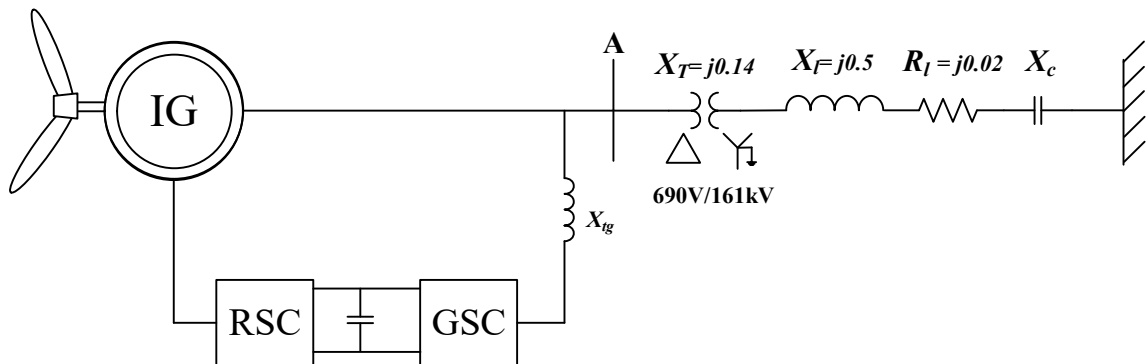 A
X_T= j0.14
X_l= j0.5
R_l = j0.02
X_c
IG
690V/161kV
X_tg
RSC
GSC